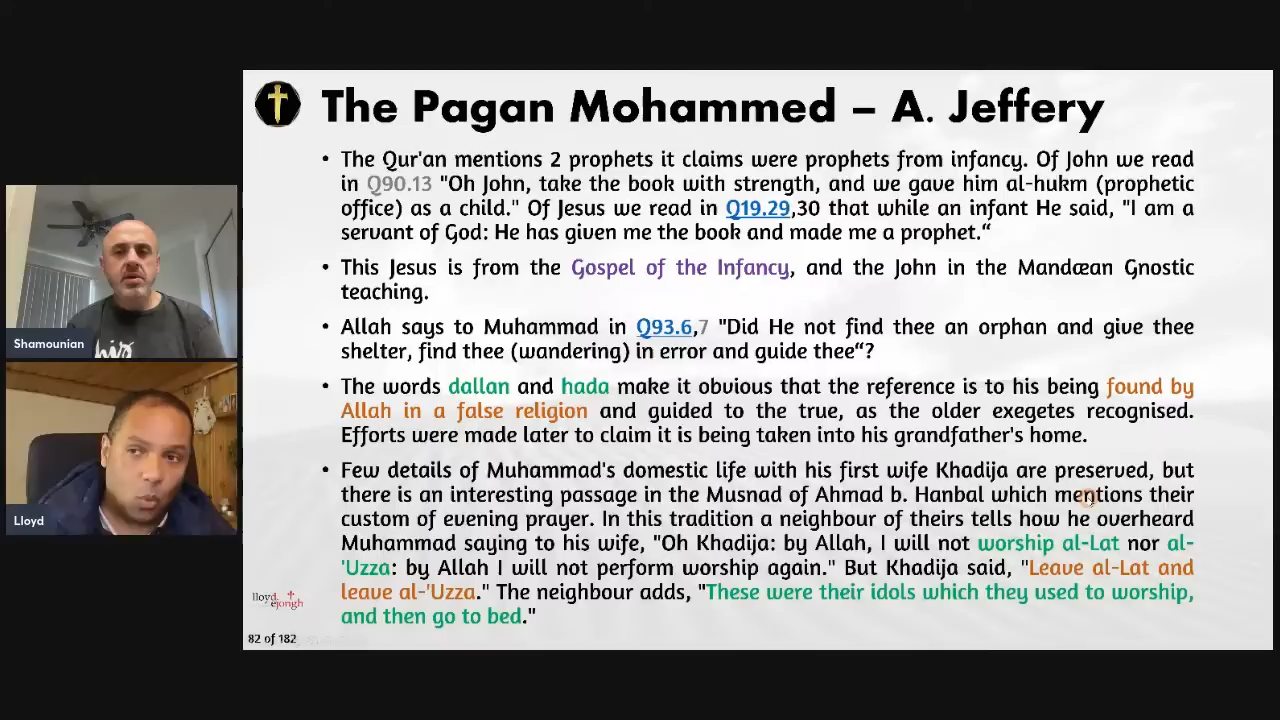 The Pagan Mohammed – A. Jeffery
• The Qur'an mentions 2 prophets it claims were prophets from infancy. Of John we read
in Q90.13 "Oh John, take the book with strength, and we gave him al-hukm (prophetic
office) as a child." Of Jesus we read in Q19.29,30 that while an infant He said, "I am a
servant of God: He has given me the book and made me a prophet.“
• This Jesus is from the Gospel of the Infancy, and the John in the Mandæan Gnostic
teaching.
• Allah says to Muhammad in Q93.6,7 "Did He not find thee an orphan and give thee
shelter, find thee (wandering) in error and guide thee“?
• The words dallan and hada make it obvious that the reference is to his being found by
Allah in a false religion and guided to the true, as the older exegetes recognised.
Efforts were made later to claim it is being taken into his grandfather's home.
• Few details of Muhammad's domestic life with his first wife Khadija are preserved, but
there is an interesting passage in the Musnad of Ahmad b. Hanbal which mentions their
custom of evening prayer. In this tradition a neighbour of theirs tells how he overheard
Muhammad saying to his wife, "Oh Khadija: by Allah, I will not worship al-Lat nor al-
'Uzza: by Allah I will not perform worship again." But Khadija said, "Leave al-Lat and
leave al-'Uzza." The neighbour adds, "These were their idols which they used to worship,
and then go to bed."
Shamounian
Lloyd
lloyd
ejongh
82 of 182